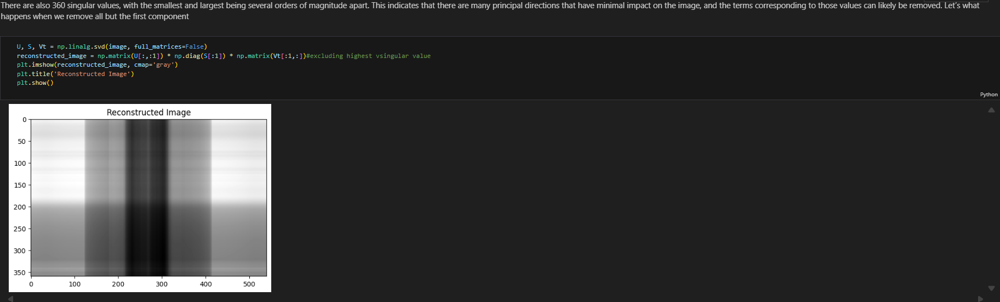 There are also 360 singular values, with the smallest and largest being several orders of magnitude apart. This indicates that there are many principal directions that have minimal impact on the image, and the terms corresponding to those values can likely be removed. Let's what
happens when we remove all but the first component
U, S, Vt = np.linalg.svd(image, full_matrices=False)
reconstructed_image = np.matrix(U[:,:1]) * np.diag(S[:1]) * np.matrix(Vt[:1,:])#excluding highest vsingular value
plt.imshow(reconstructed_image, cmap='gray')
plt.title('Reconstructed Image')
plt.show()
Python
Reconstructed Image
0
50
100
150
200
250
300
350
0 100 200 300 400 500